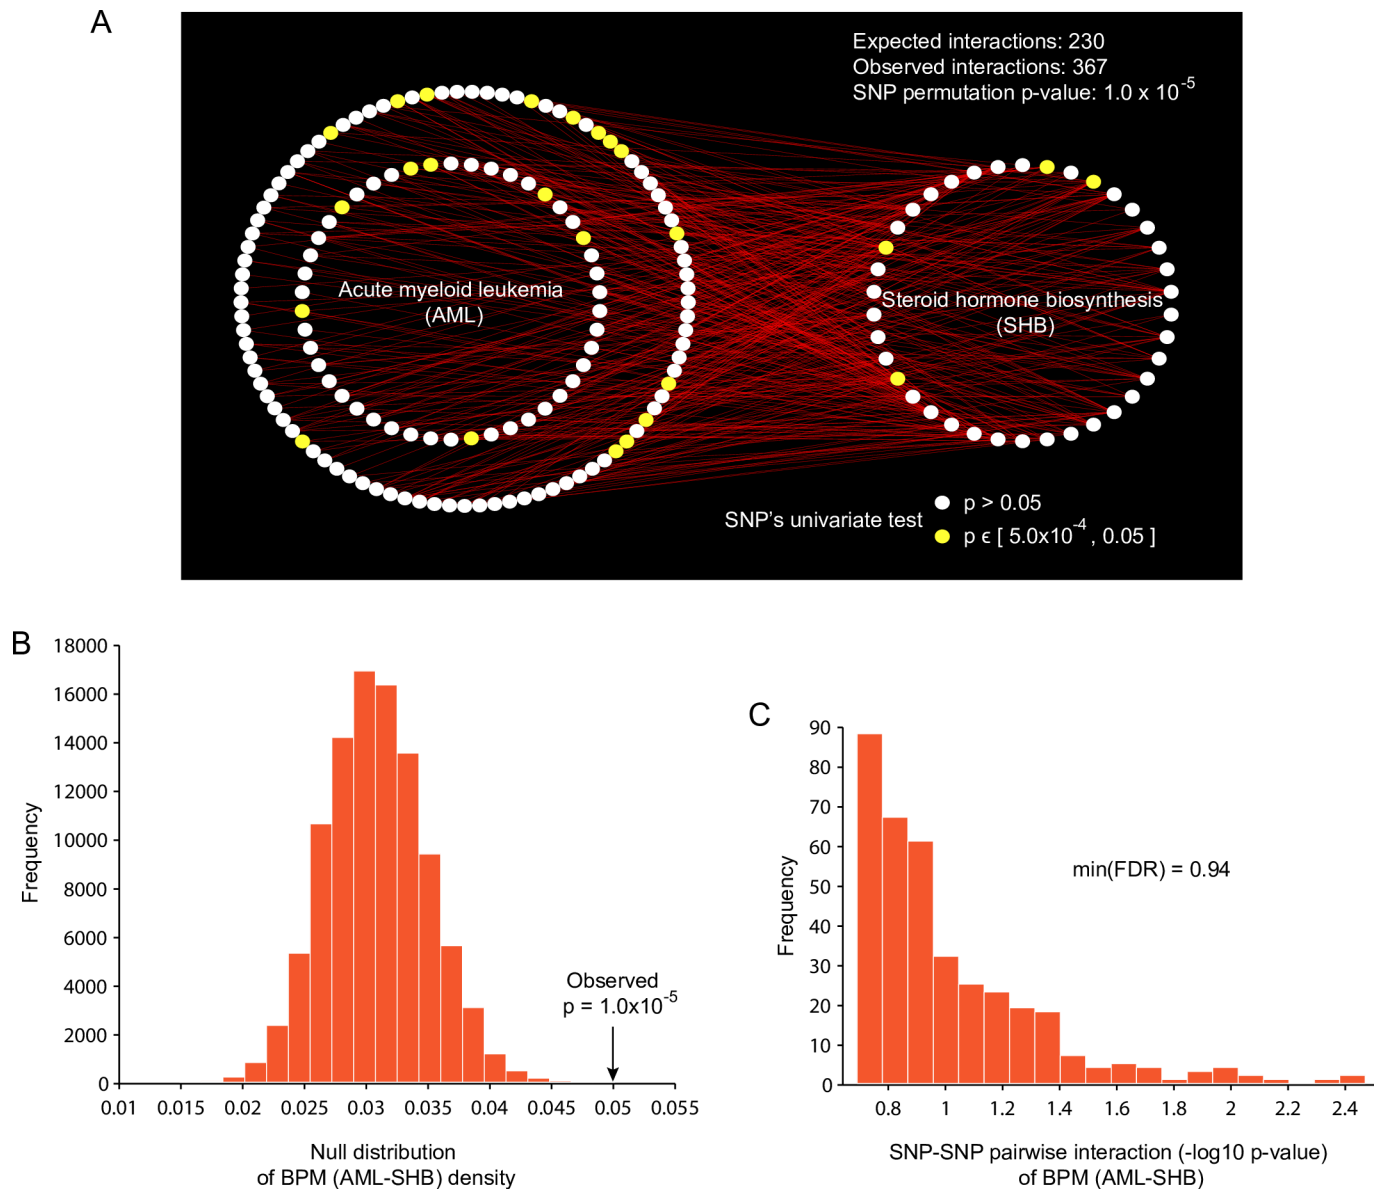 A
Expected interactions: 230
Observed interactions: 367
SNP permutation p-value: 1.0 x 10-5
Acute myeloid leukemia
(AML)
Steroid hormone biosynthesis
(SHB)
SNP's univariate test
p > 0.05
p ϵ [ 5.0x10-4 , 0.05 ]
B
18000
16000
14000
12000
10000
8000
6000
4000
2000
0
Frequency
Observed
p = 1.0x10-5
0.01 0.015 0.02 0.025 0.03 0.035 0.04 0.045 0.05 0.055
Null distribution
of BPM (AML-SHB) density
C
90
80
70
60
50
40
30
20
10
0
Frequency
min(FDR) = 0.94
0.8 1 1.2 1.4 1.6 1.8 2 2.2 2.4
SNP-SNP pairwise interaction (-log10 p-value)
of BPM (AML-SHB)